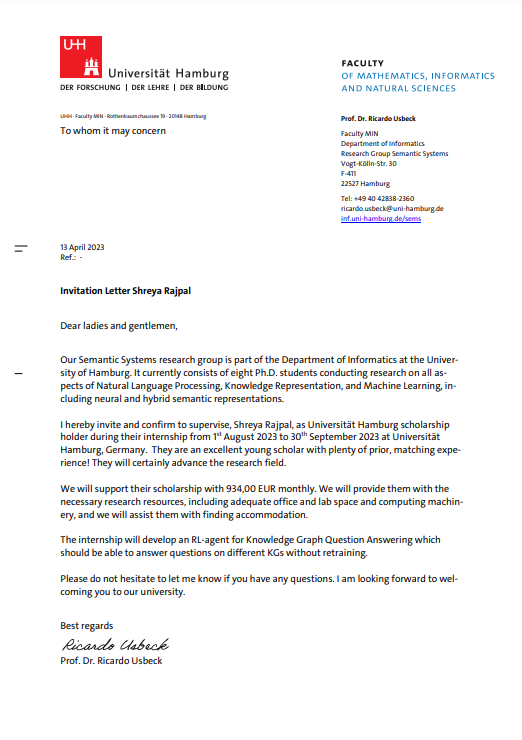 UHH
Universität Hamburg
DER FORSCHUNG | DER LEHRE | DER BILDUNG
FACULTY
OF MATHEMATICS, INFORMATICS
AND NATURAL SCIENCES
UHH · Faculty MIN · Rothenbaumchaussee 19 · 20148 Hamburg
To whom it may concern
Prof. Dr. Ricardo Usbeck
Faculty MIN
Department of Informatics
Research Group Semantic Systems
Vogt-Kölln-Str. 30
F-411
22527 Hamburg
Tel: +49 40 42838-2360
ricardo.usbeck@uni-hamburg.de
inf.uni-hamburg.de/sems
13 April 2023
Ref.: -
Invitation Letter Shreya Rajpal
Dear ladies and gentlemen,
Our Semantic Systems research group is part of the Department of Informatics at the Univer-
sity of Hamburg. It currently consists of eight Ph.D. students conducting research on all as-
pects of Natural Language Processing, Knowledge Representation, and Machine Learning, in-
cluding neural and hybrid semantic representations.
I hereby invite and confirm to supervise, Shreya Rajpal, as Universität Hamburg scholarship
holder during their internship from 1st August 2023 to 30th September 2023 at Universität
Hamburg, Germany. They are an excellent young scholar with plenty of prior, matching expe-
rience! They will certainly advance the research field.
We will support their scholarship with 934,00 EUR monthly. We will provide them with the
necessary research resources, including adequate office and lab space and computing machin-
ery, and we will assist them with finding accommodation.
The internship will develop an RL-agent for Knowledge Graph Question Answering which
should be able to answer questions on different KGs without retraining.
Please do not hesitate to let me know if you have any questions. I am looking forward to wel-
coming you to our university.
Best regards
Ricardo Usbeck
Prof. Dr. Ricardo Usbeck